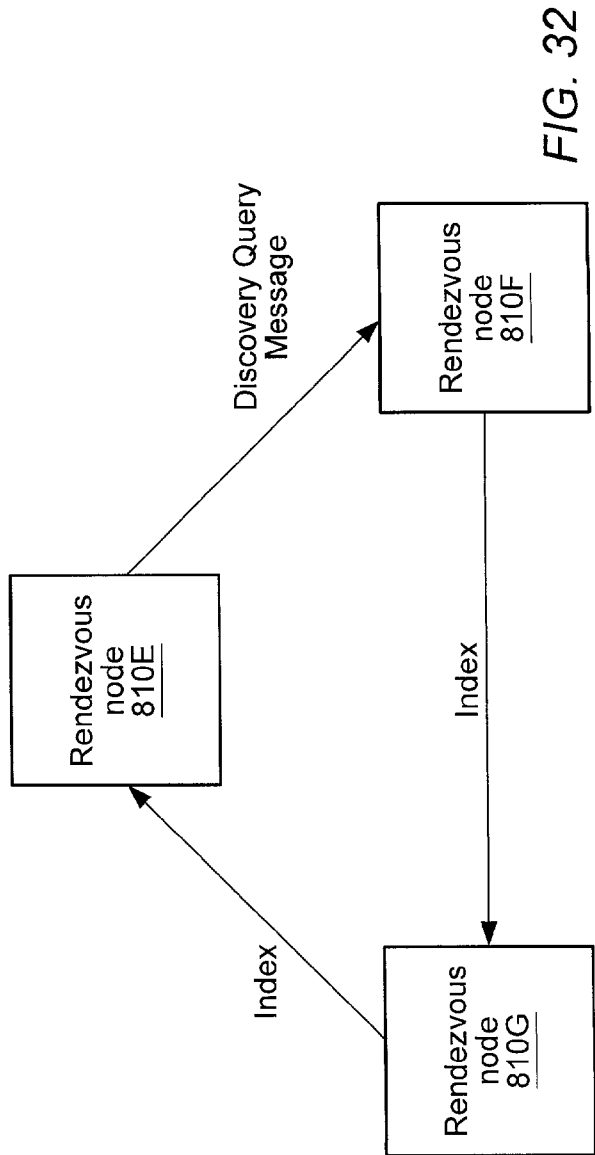 Rendezvous
node
810E
Discovery Query
Message
Index
Index
Rendezvous
node
810G
Rendezvous
node
810F
FIG. 32